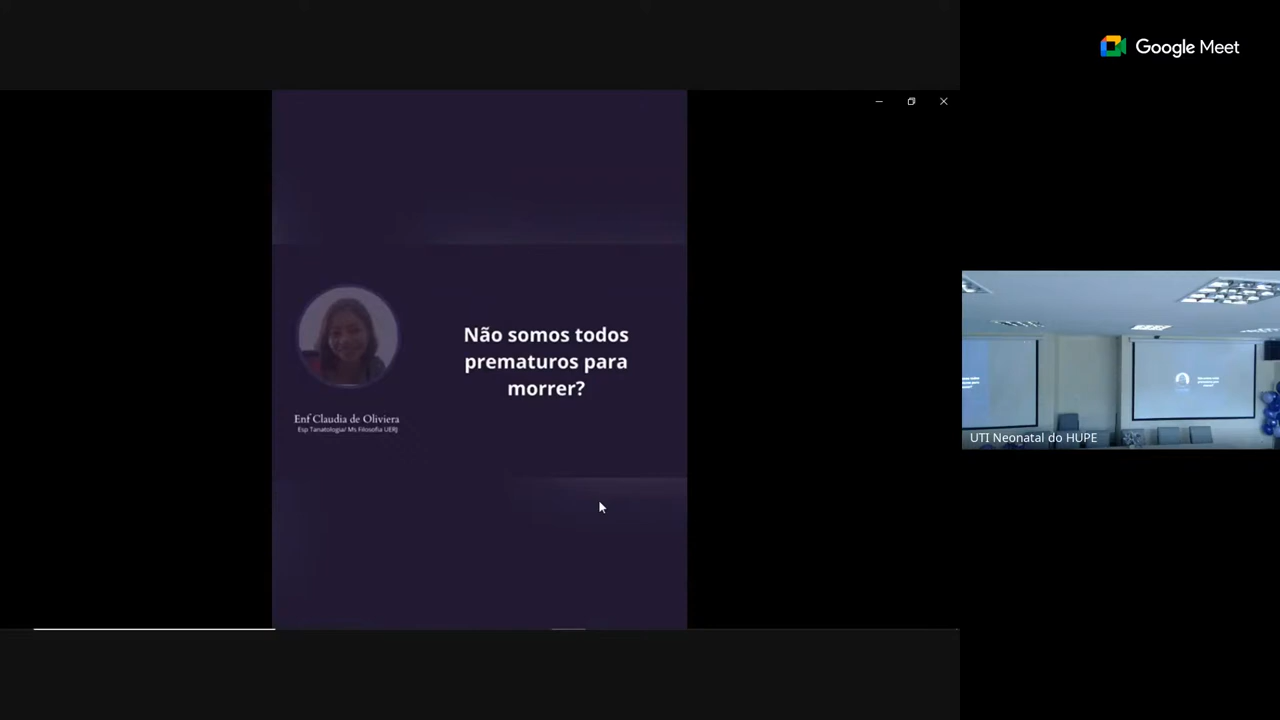 Google Meet
Não somos todos
prematuros para
morrer?
Enf Claudia de Oliviera
Esp Tanatologia/ Ms Filosofia UERJ
UTI Neonatal do HUPE